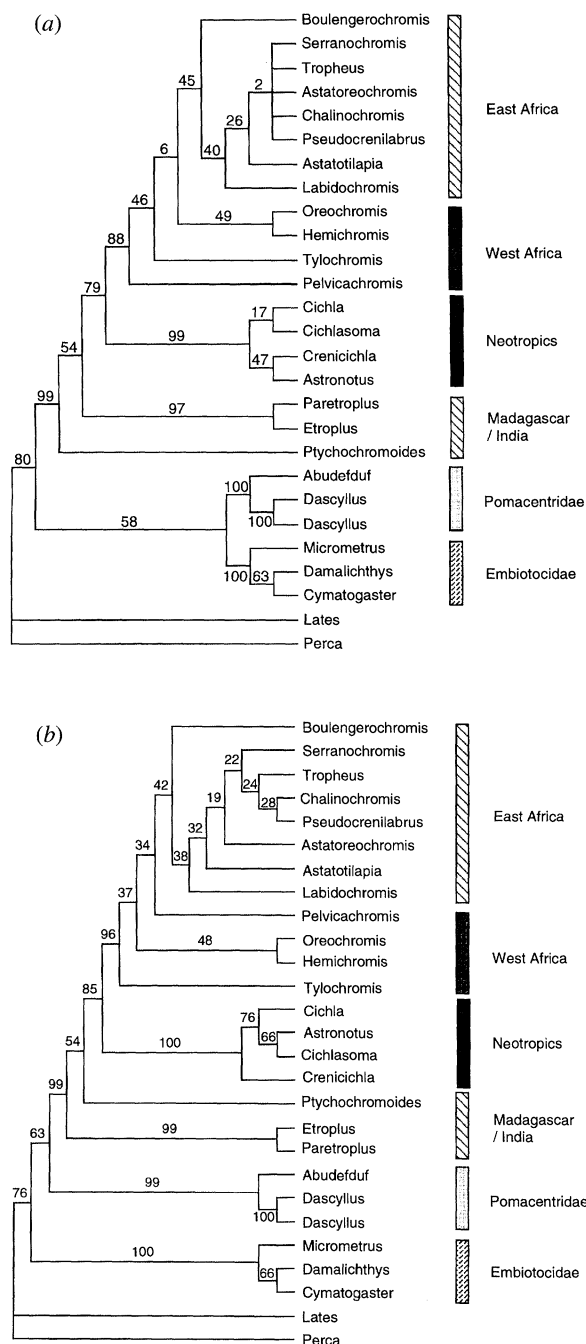 (a)
Boulengerochromis
Serranochromis
2
Tropheus
45
Astatoreochromis
East Africa
26
Chalinochromis
Pseudocrenilabrus
6
40
Astatotilapia
Labidochromis
46
49
Oreochromis
Hemichromis
88
West Africa
Tylochromis
79
Pelvicachromis
17
Cichla
99
Cichlasoma
Neotropics
54
47
Crenicichla
Astronotus
99
97
Paretroplus
Madagascar
/ India
Etroplus
Ptychochromoides
80
100
Abudefduf
58
Dascyllus
Pomacentridae
100
Dascyllus
Micrometrus
100
63
Damalichthys
Embiotocidae
Cymatogaster
Lates
Perca
(b)
Boulengerochromis
22
Serranochromis
42
24
Tropheus
19
28
Chalinochromis
East Africa
32
Pseudocrenilabrus
34
38
Astatoreochromis
Astatotilapia
37
Labidochromis
Pelvicachromis
96
48
Oreochromis
West Africa
Hemichromis
85
Tylochromis
76
Cichla
66
Astronotus
54
100
Cichlasoma
Neotropics
Crenicichla
99
Ptychochromoides
Madagascar
/ India
63
99
Etroplus
Paretroplus
76
99
Abudefduf
Dascyllus
Pomacentridae
100
Dascyllus
100
Micrometrus
66
Damalichthys
Embiotocidae
Cymatogaster
Lates
Perca